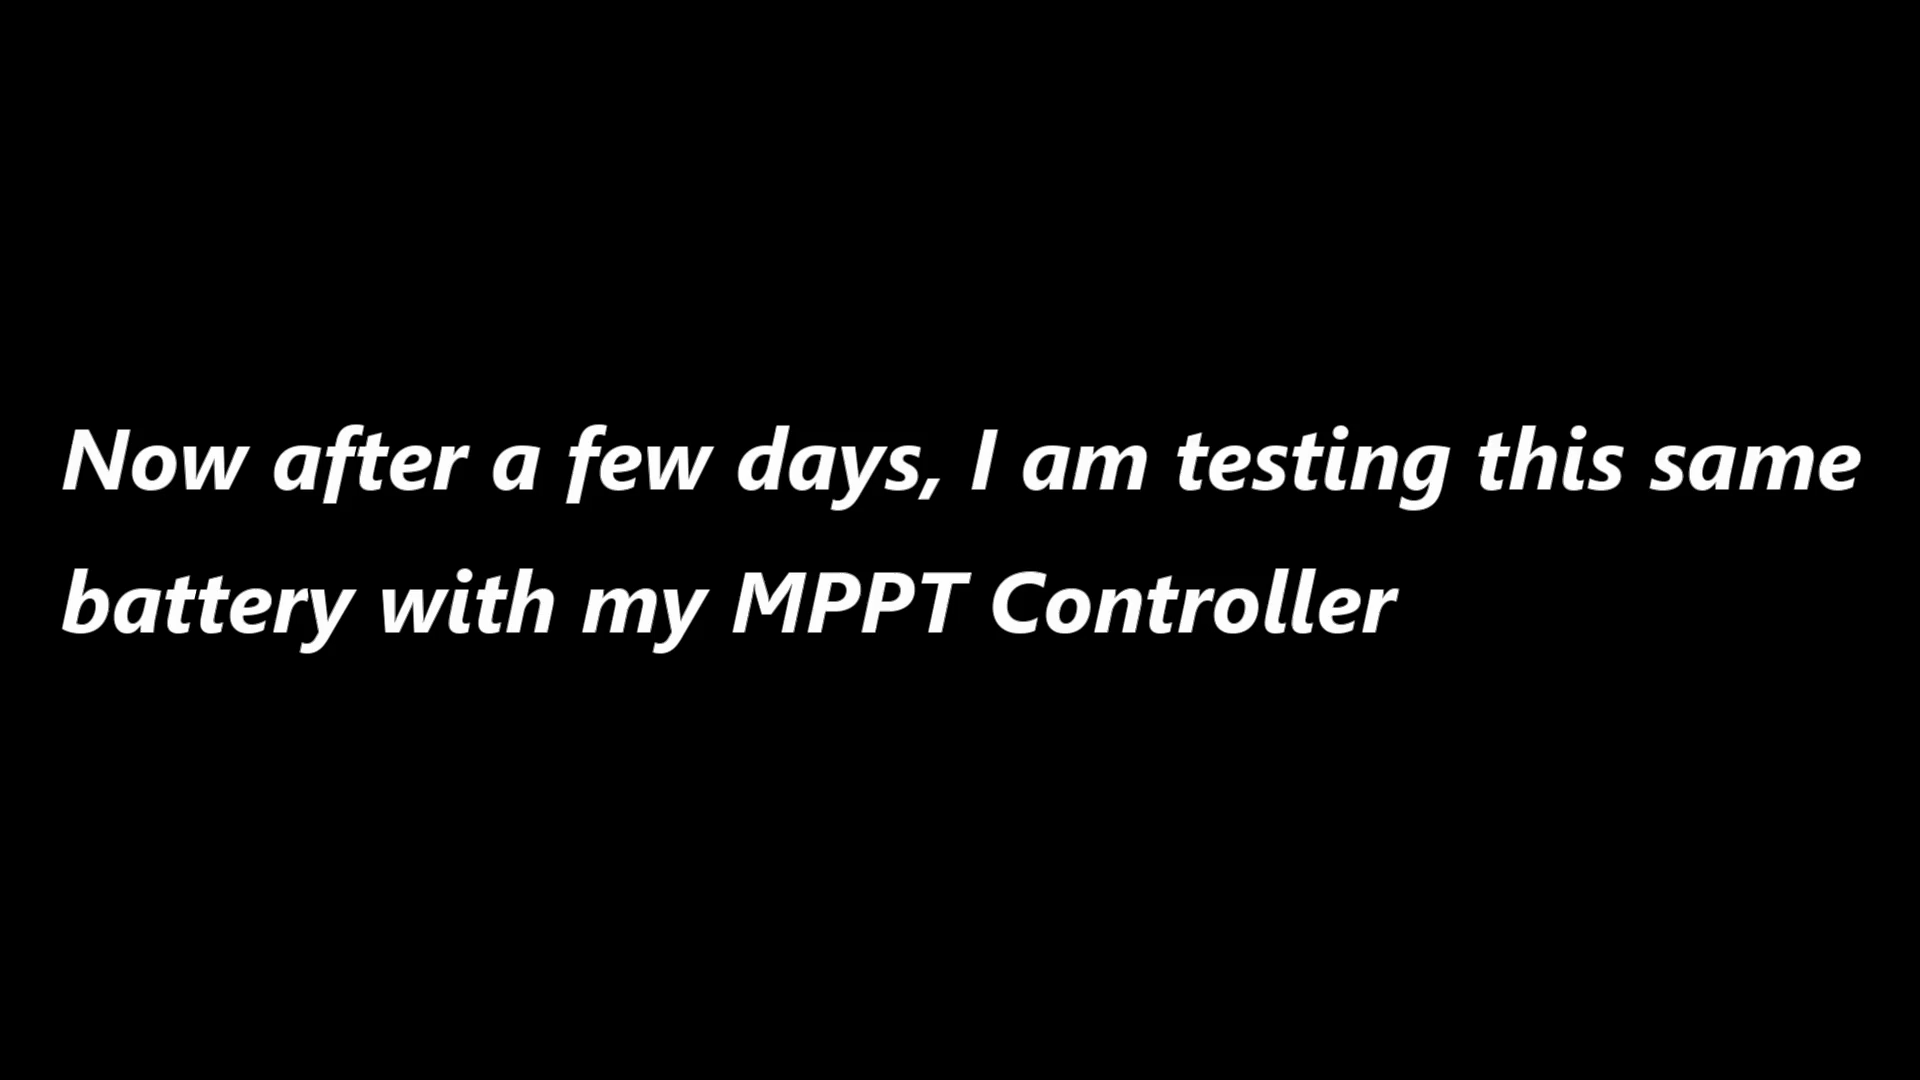 Now after a few days, I am testing this same
battery with my MPPT Controller